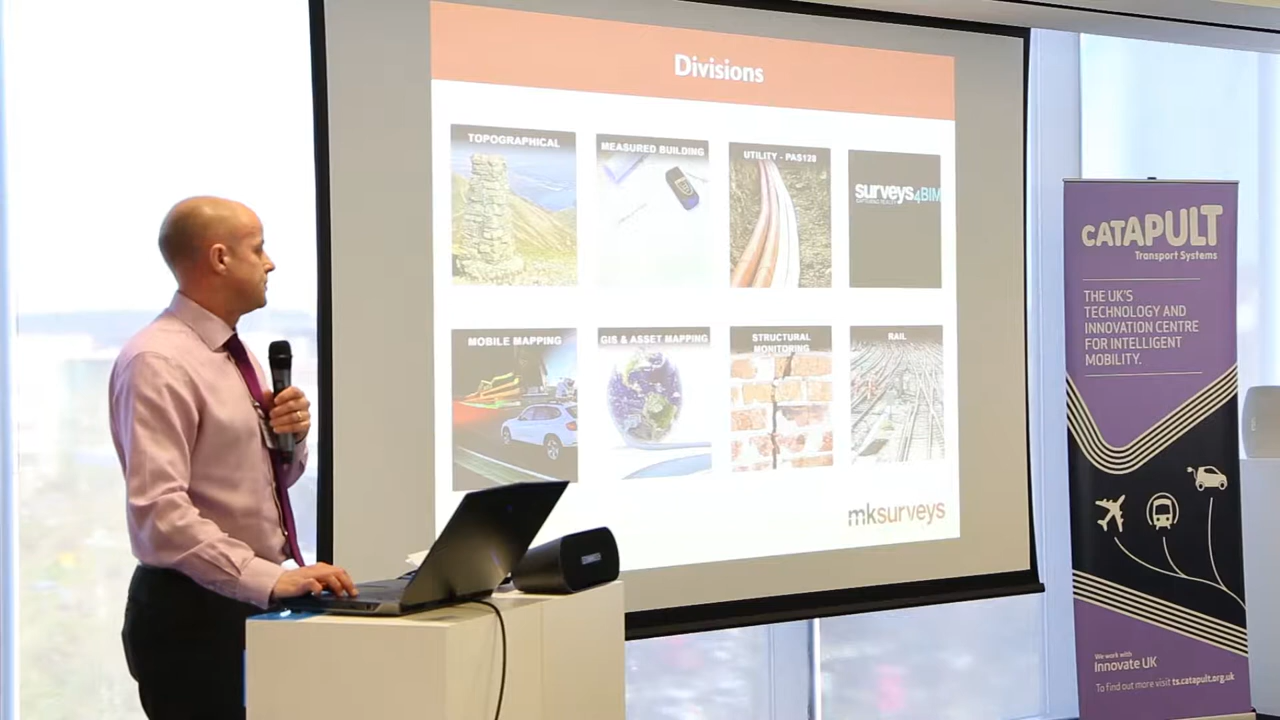 Divisions
TOPOGRAPHICAL
MEASURED BUILDING
UTILITY - PAS128
surveys4BIM
MOBILE MAPPING
GIS & ASSET MAPPING
STRUCTURAL
MONITORING
RAIL
mksurveys
CATAPULT
Transport Systems
THE UK'S
TECHNOLOGY AND
INNOVATION CENTRE
FOR INTELLIGENT
MOBILITY.
We work with
Innovate UK
To find out more visit ts.catapult.org.uk